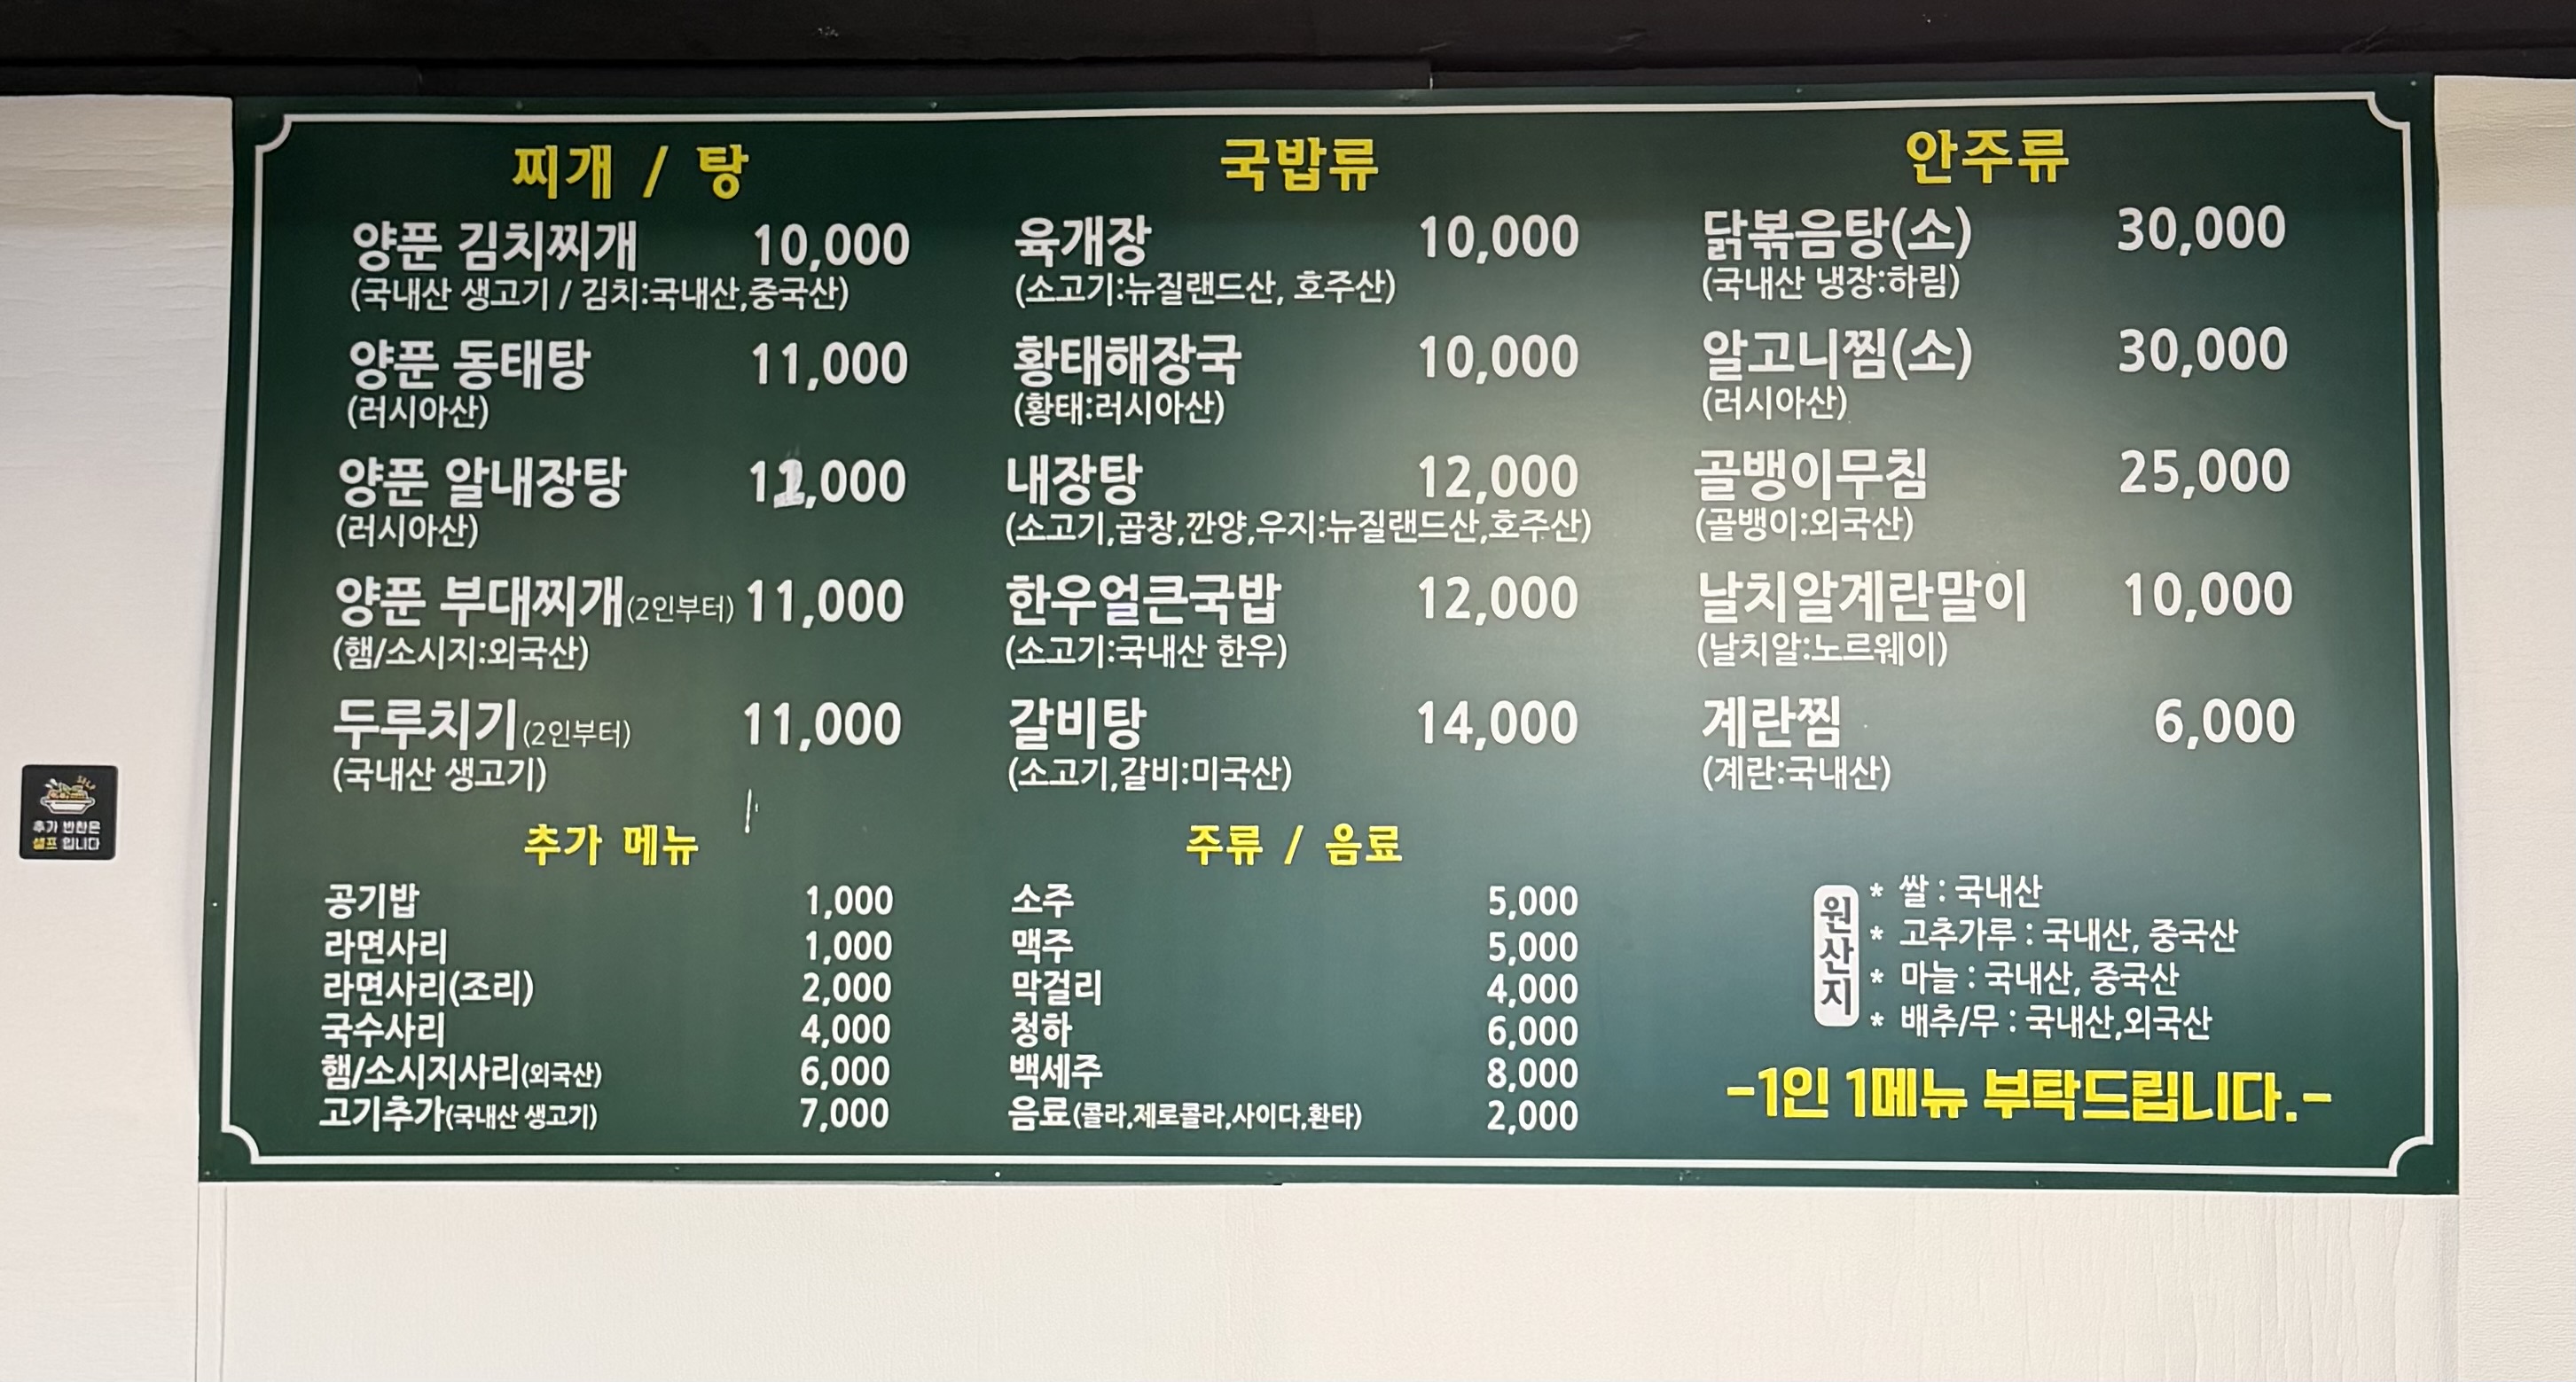 찌개 / 탕
양푼 김치찌개 10,000
(국내산 생고기 / 김치:국내산,중국산)
양푼 동태탕 11,000
(러시아산)
양푼 알내장탕 12,000
(러시아산)
양푼 부대찌개(2인부터) 11,000
(햄/소시지:외국산)
두루치기(2인부터) 11,000
(국내산 생고기)
국밥류
육개장 10,000
(소고기:뉴질랜드산, 호주산)
황태해장국 10,000
(황태:러시아산)
내장탕 12,000
(소고기,곱창,깐양,우지:뉴질랜드산,호주산)
한우얼큰국밥 12,000
(소고기:국내산 한우)
갈비탕 14,000
(소고기,갈비:미국산)
안주류
닭볶음탕(소) 30,000
(국내산 냉장:하림)
알고니찜(소) 30,000
(러시아산)
골뱅이무침 25,000
(골뱅이:외국산)
날치알계란말이 10,000
(날치알:노르웨이)
계란찜 6,000
(계란:국내산)
추가 메뉴
공기밥 1,000
라면사리 1,000
라면사리(조리) 2,000
국수사리 4,000
햄/소시지사리(외국산) 6,000
고기추가(국내산 생고기) 7,000
주류 / 음료
소주 5,000
맥주 5,000
막걸리 4,000
청하 6,000
백세주 8,000
음료(콜라,제로콜라,사이다,환타) 2,000
원산지
* 쌀 : 국내산
* 고추가루 : 국내산, 중국산
* 마늘 : 국내산, 중국산
* 배추/무 : 국내산,외국산
-1인 1메뉴 부탁드립니다.-
추가 반찬은
셀프 입니다